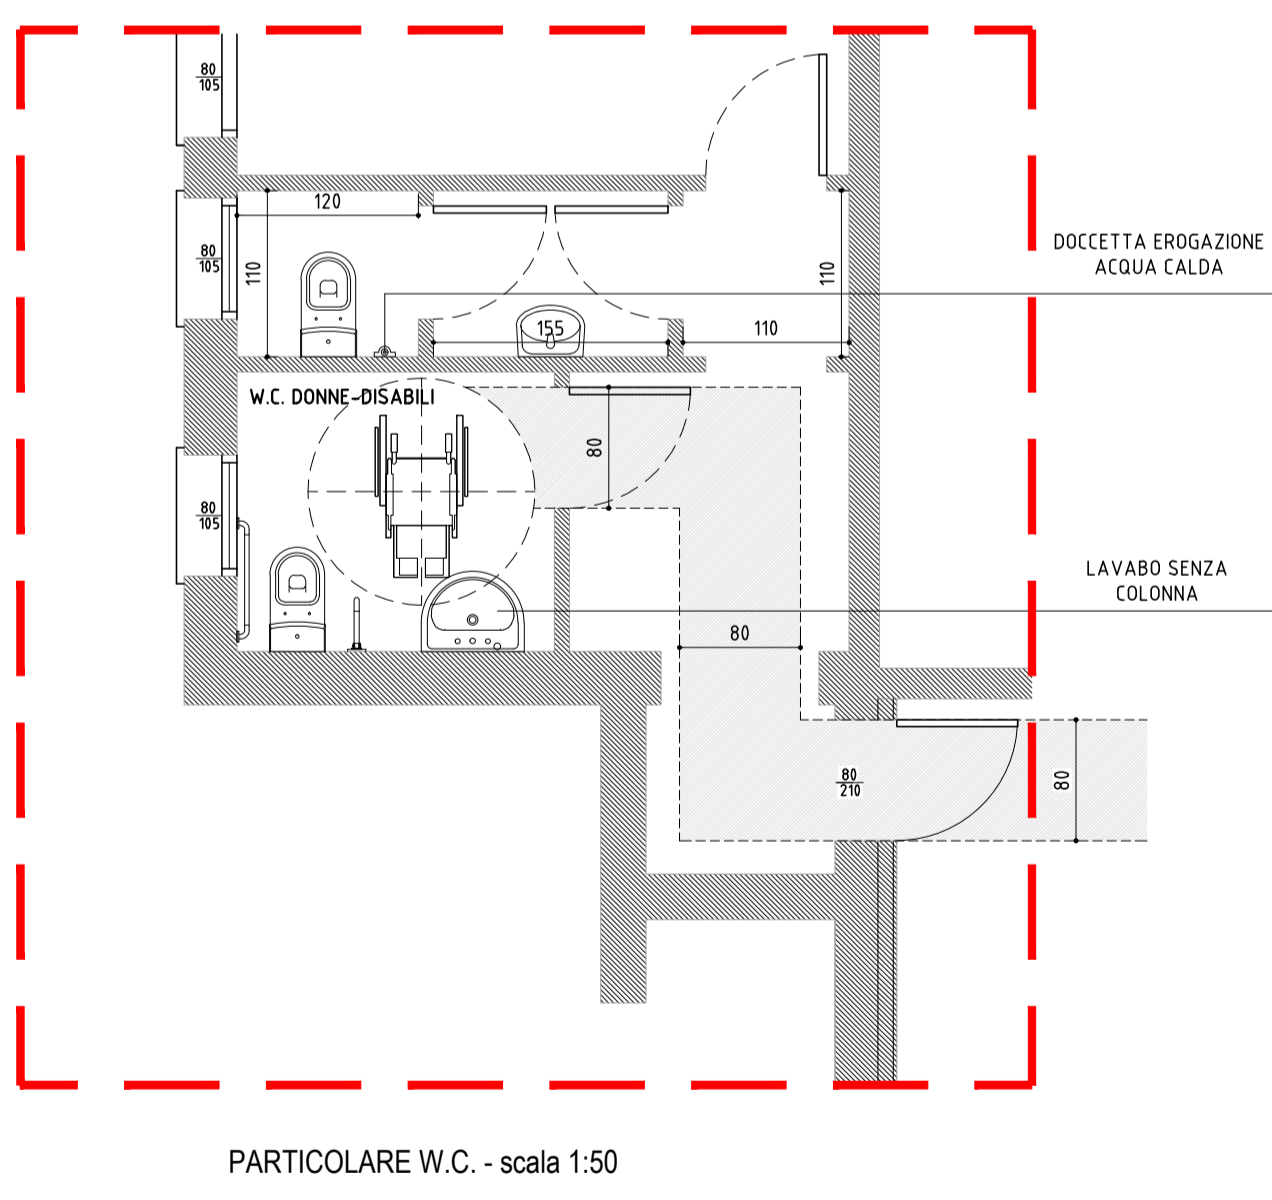 80
105
120
80
105
110
110
DOCCETTA EROGAZIONE
ACQUA CALDA
155
110
W.C. DONNE-DISABILI
80
80
105
LAVABO SENZA
COLONNA
80
80
210
80
PARTICOLARE W.C. - scala 1:50